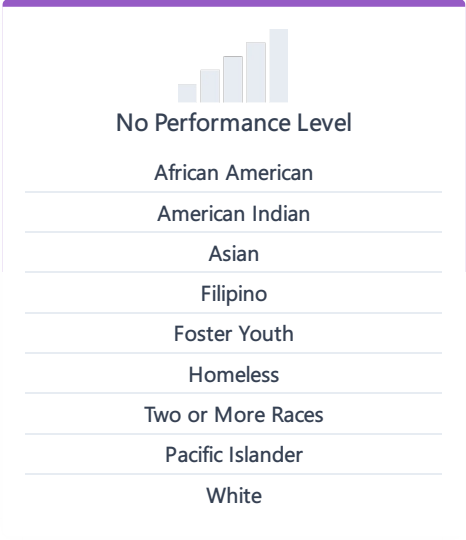 No Performance Level
African American
American Indian
Asian
Filipino
Foster Youth
Homeless
Two or More Races
Pacific Islander
White